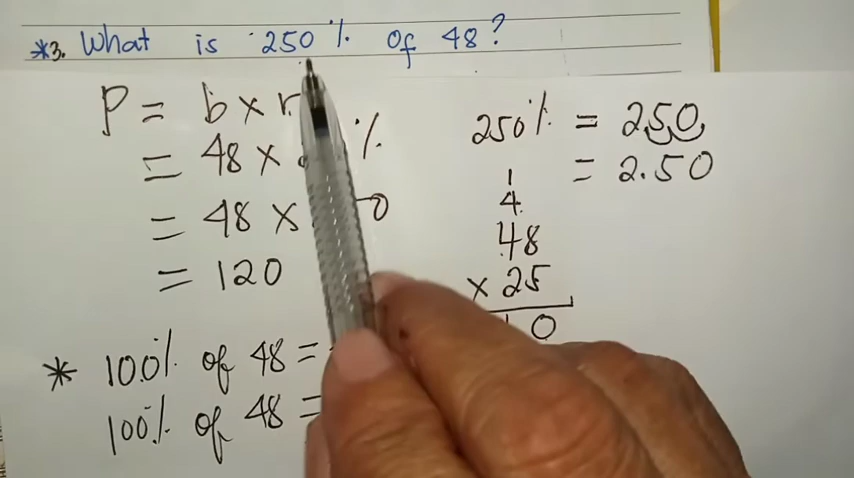 *3. What is 250% of 48?
P = b x r
= 48 x %
= 48 x 0
= 120
250% = 250
= 2.50
1
4
48
x 25
0
* 100% of 48 =
100% of 48 =